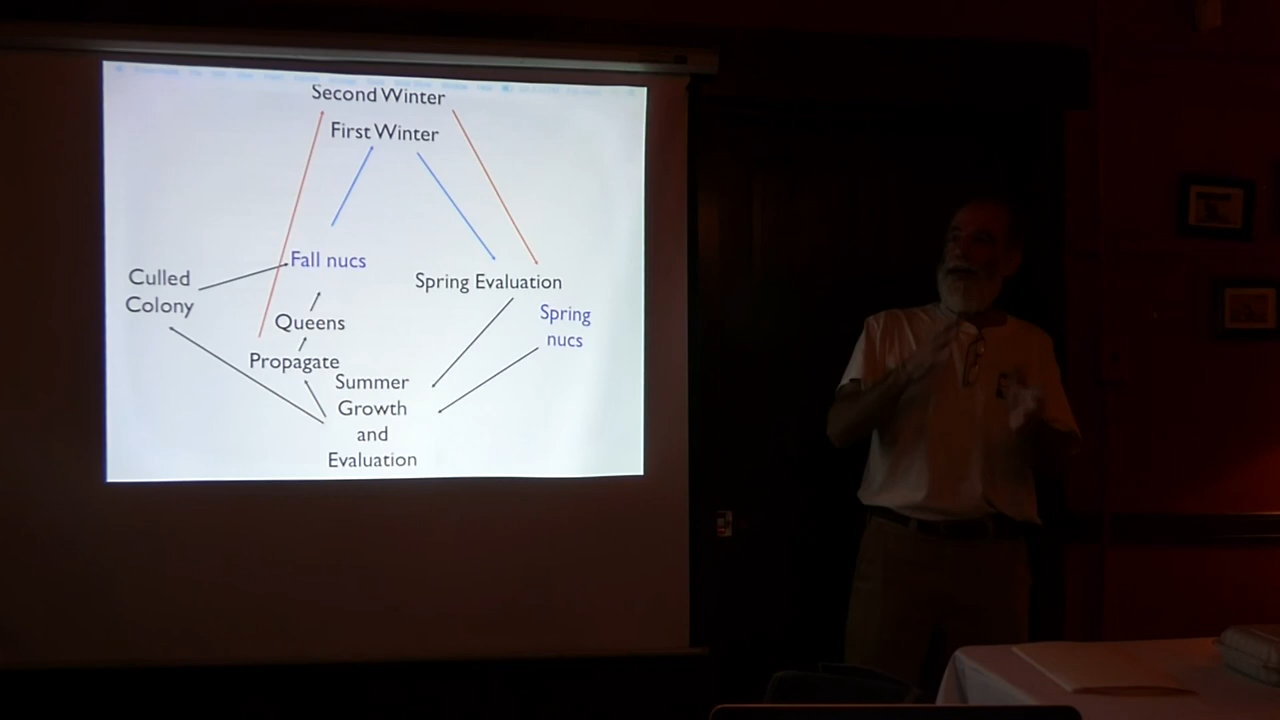 Second Winter
First Winter
Fall nucs
Culled
Colony
Spring Evaluation
Queens
Spring
nucs
Propagate
Summer
Growth
and
Evaluation